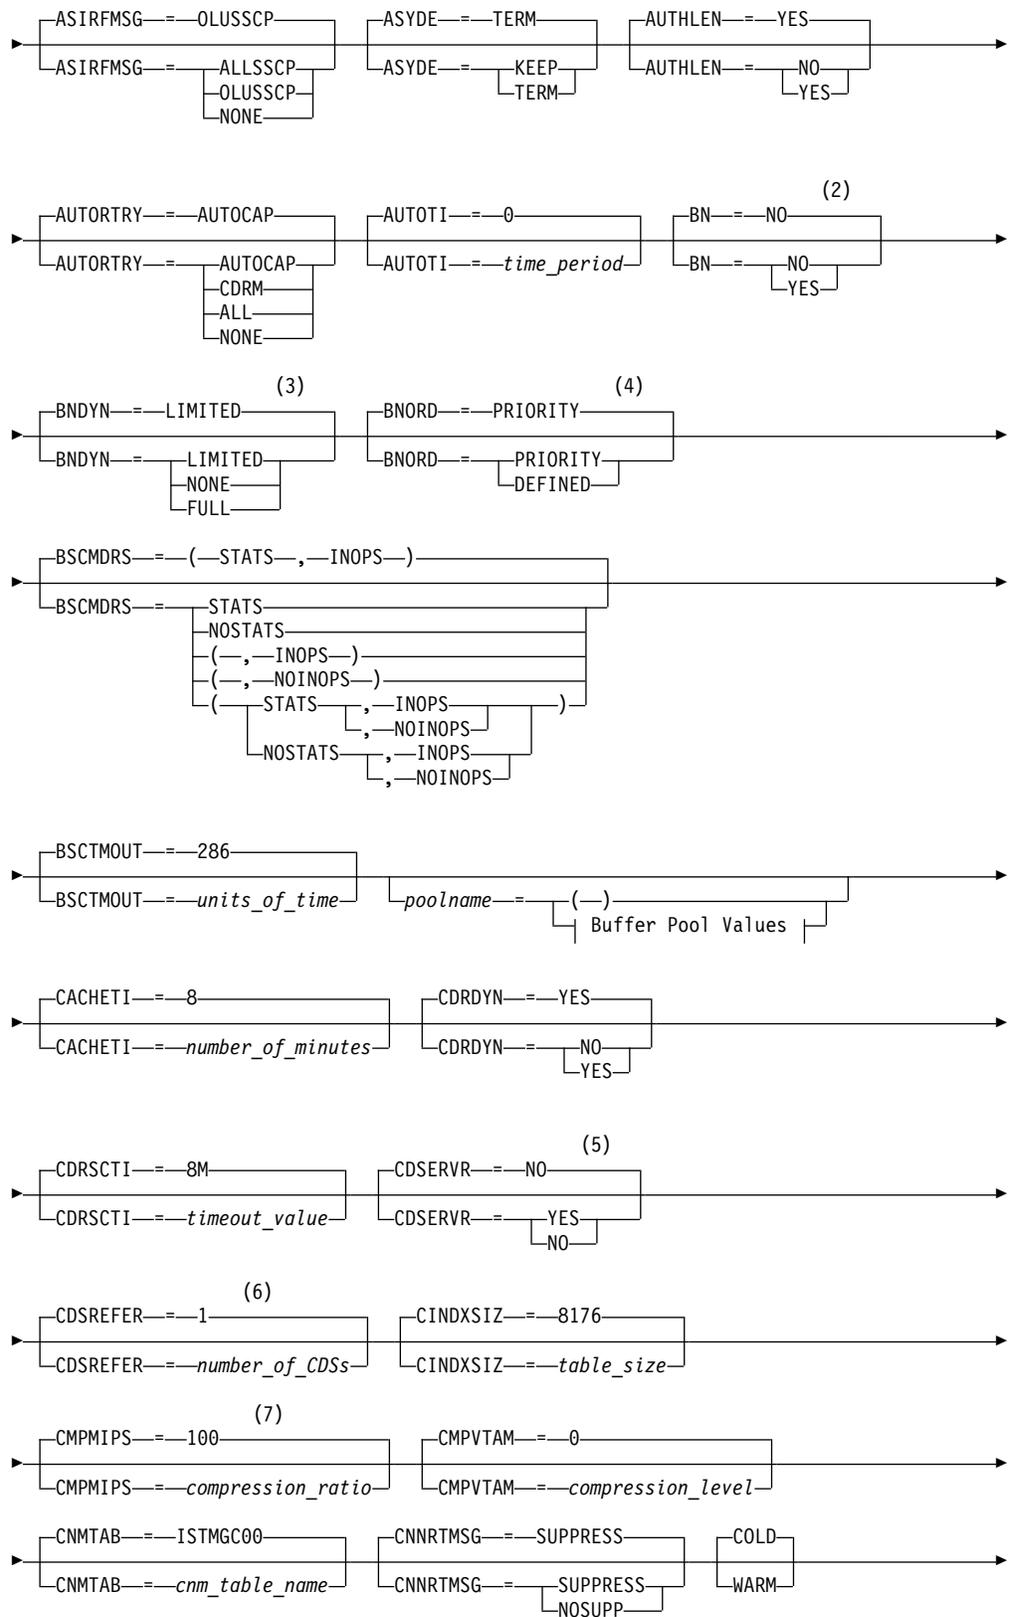 ASIRFMSG = OLUSSCP ASYDE = TERM AUTHLEN = YES
ASIRFMSG = ALLSSCP ASYDE = KEEP AUTHLEN = NO
OLUSSCP TERM YES
NONE
(2)
AUTORTRY = AUTOCAP AUTOTI = 0 BN = NO
AUTORTRY = AUTOCAP AUTOTI = time_period BN = NO
CDRM YES
ALL
NONE
(3) (4)
BNDYN = LIMITED BNORD = PRIORITY
BNDYN = LIMITED BNORD = PRIORITY
NONE DEFINED
FULL
BSCMDRS = ( STATS , INOPS )
BSCMDRS = STATS
NOSTATS
( , INOPS )
( , NOINOPS )
( STATS , INOPS )
, NOINOPS
NOSTATS , INOPS
, NOINOPS
BSCTMOUT = 286
BSCTMOUT = units_of_time poolname = ( )
Buffer Pool Values
CACHETI = 8 CDRDYN = YES
CACHETI = number_of_minutes CDRDYN = NO
YES
(5)
CDRSCTI = 8M CDSERVR = NO
CDRSCTI = timeout_value CDSERVR = YES
NO
(6)
CDSREFER = 1 CINDXSIZ = 8176
CDSREFER = number_of_CDSs CINDXSIZ = table_size
(7)
CMPMIPS = 100 CMPVTAM = 0
CMPMIPS = compression_ratio CMPVTAM = compression_level
CNMTAB = ISTMGC00 CNNRTMSG = SUPPRESS COLD
CNMTAB = cnm_table_name CNNRTMSG = SUPPRESS WARM
NOSUPP